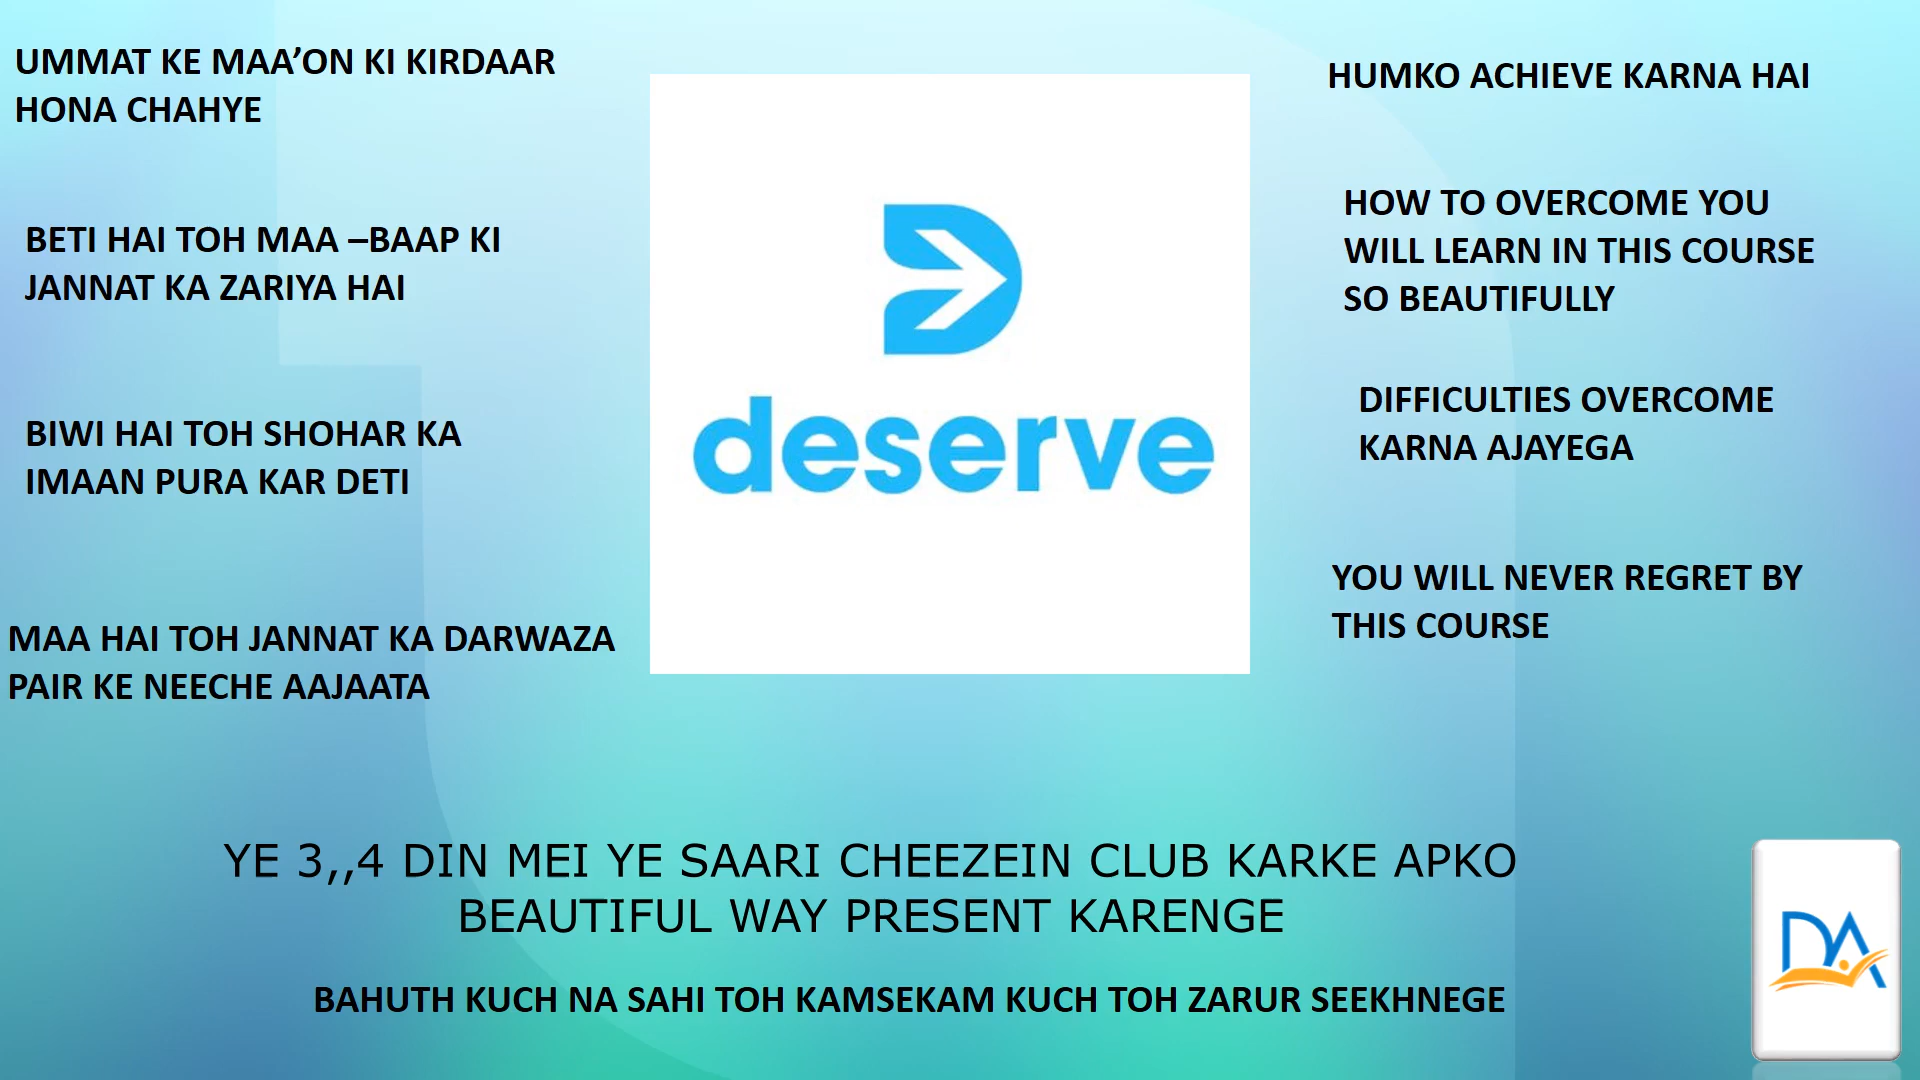 UMMAT KE MAA’ON KI KIRDAAR
HONA CHAHYE
BETI HAI TOH MAA –BAAP KI
JANNAT KA ZARIYA HAI
BIWI HAI TOH SHOHAR KA
IMAAN PURA KAR DETI
MAA HAI TOH JANNAT KA DARWAZA
PAIR KE NEECHE AAJAATA
deserve
HUMKO ACHIEVE KARNA HAI
HOW TO OVERCOME YOU
WILL LEARN IN THIS COURSE
SO BEAUTIFULLY
DIFFICULTIES OVERCOME
KARNA AJAYEGA
YOU WILL NEVER REGRET BY
THIS COURSE
YE 3,,4 DIN MEI YE SAARI CHEEZEIN CLUB KARKE APKO
BEAUTIFUL WAY PRESENT KARENGE
BAHUTH KUCH NA SAHI TOH KAMSEKAM KUCH TOH ZARUR SEEKHNEGE
DA